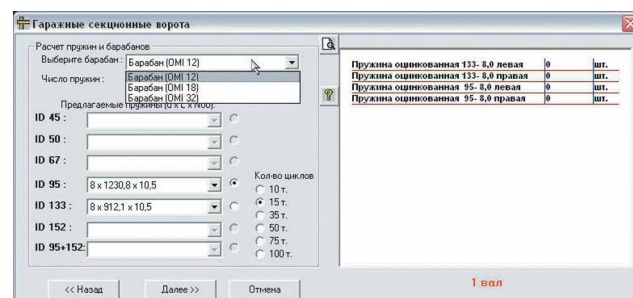 Гаражные секционные ворота
Расчет пружин и барабанов
Выберите барабан : Барабан (OMI 12)
Барабан (OMI 12)
Барабан (OMI 18)
Барабан (OMI 32)
Число пружин :
Предлагаемые пружины (d x L x No0):
ID 45 :
ID 50 :
ID 67 :
ID 95 : 8 x 1230,8 x 10,5
ID 133 : 8 x 912,1 x 10,5
ID 152 :
ID 95+152:
Кол-во циклов
10 т.
15 т.
35 т.
50 т.
75 т.
100 т.
<< Назад
Далее >>
Отмена
Пружина оцинкованная 133- 8,0 левая 0 шт.
Пружина оцинкованная 133- 8,0 правая 0 шт.
Пружина оцинкованная 95- 8,0 левая 0 шт.
Пружина оцинкованная 95- 8,0 правая 0 шт.
1 вал